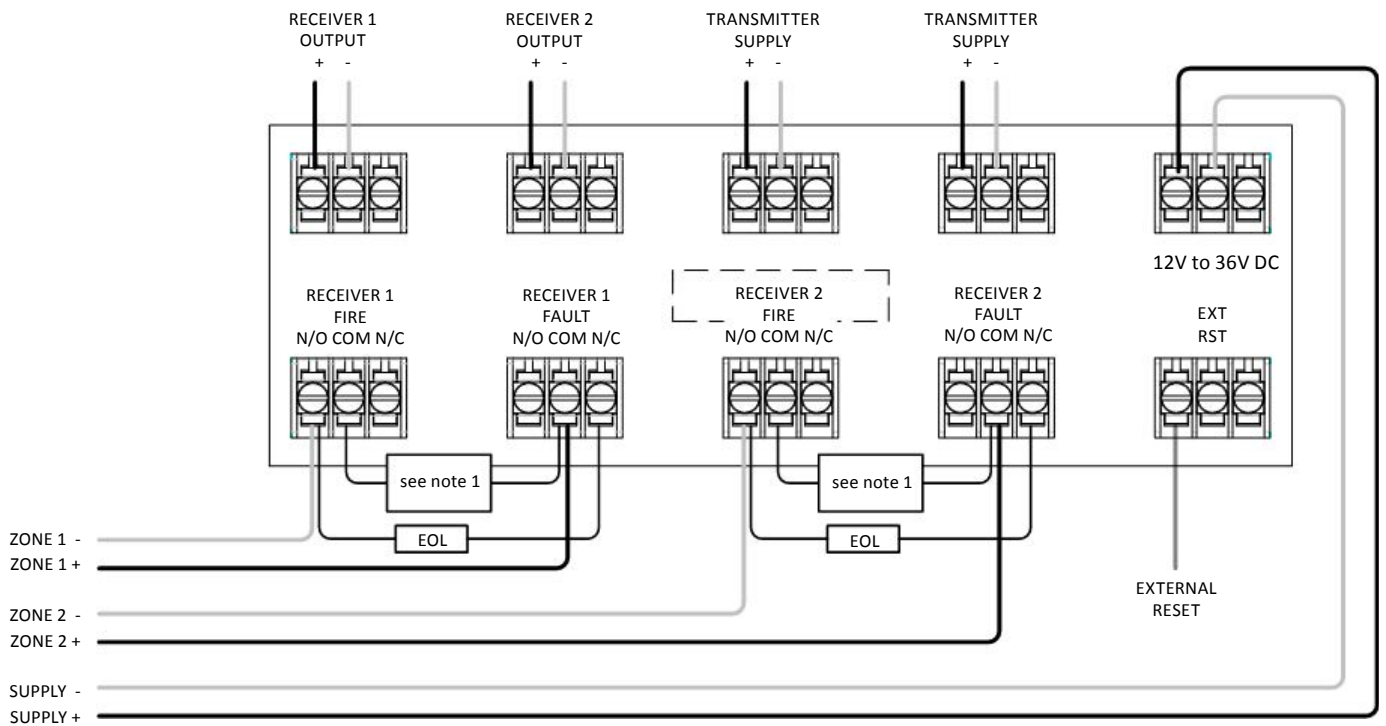 RECEIVER 1
OUTPUT
+ -
RECEIVER 2
OUTPUT
+ -
TRANSMITTER
SUPPLY
+ -
TRANSMITTER
SUPPLY
+ -
12V to 36V DC
RECEIVER 1
FIRE
N/O COM N/C
RECEIVER 1
FAULT
N/O COM N/C
RECEIVER 2
FIRE
N/O COM N/C
RECEIVER 2
FAULT
N/O COM N/C
EXT
RST
see note 1
see note 1
EOL
EOL
ZONE 1 -
ZONE 1 +
ZONE 2 -
ZONE 2 +
EXTERNAL
RESET
SUPPLY -
SUPPLY +